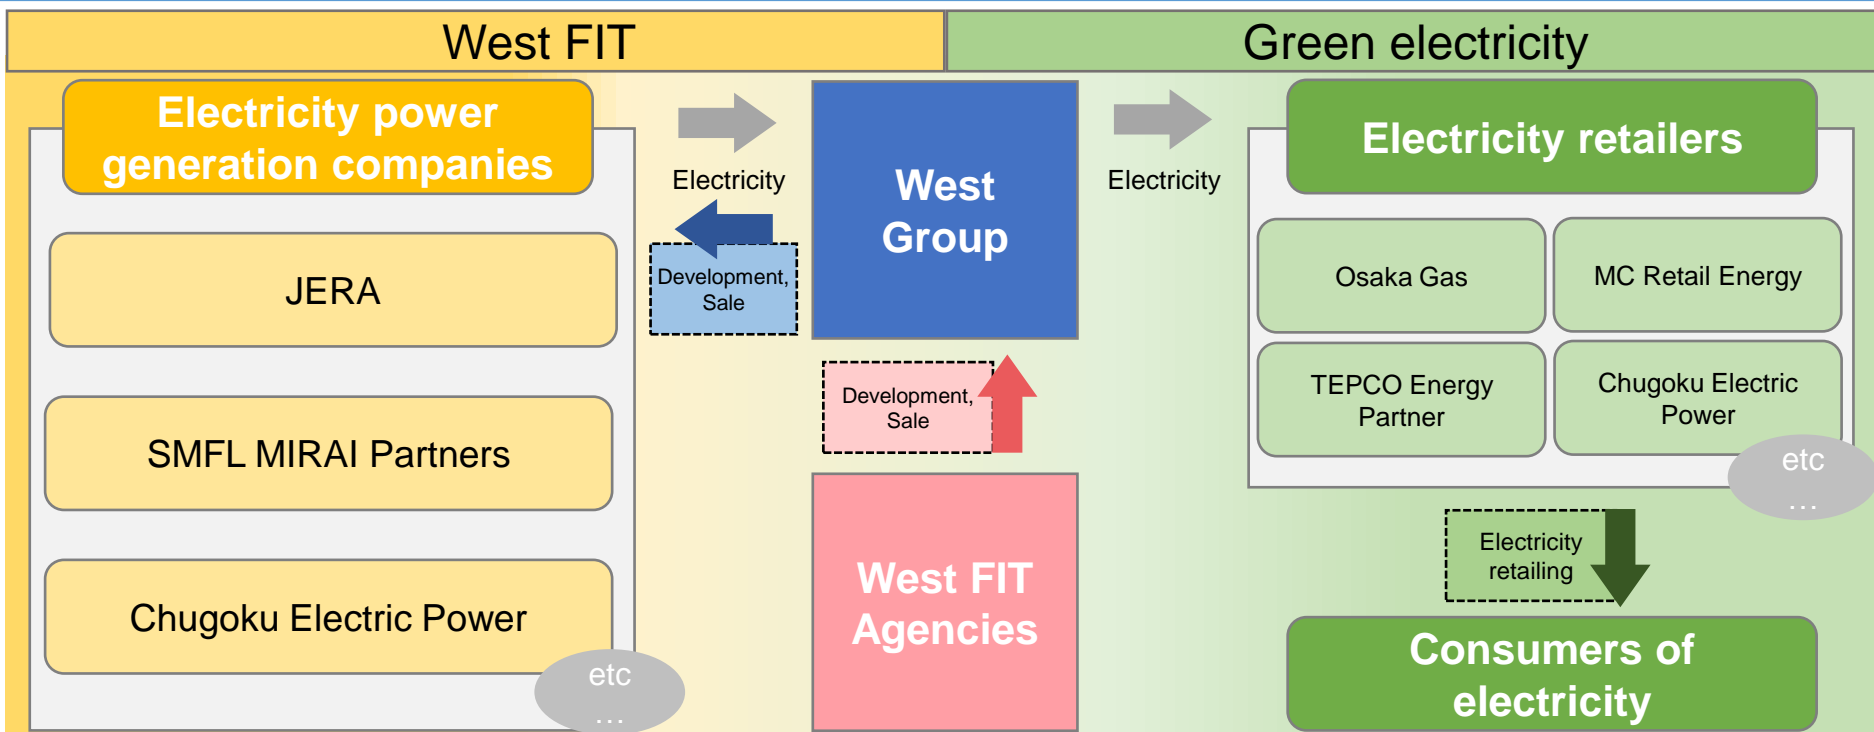 West FIT
Green electricity
Electricity power
generation companies
JERA
SMFL MIRAI Partners
Chugoku Electric Power
etc
…
Electricity
Development,
Sale
West
Group
Development,
Sale
West FIT
Agencies
Electricity
Electricity retailers
Osaka Gas
MC Retail Energy
TEPCO Energy
Partner
Chugoku Electric
Power
etc
…
Electricity
retailing
Consumers of
electricity